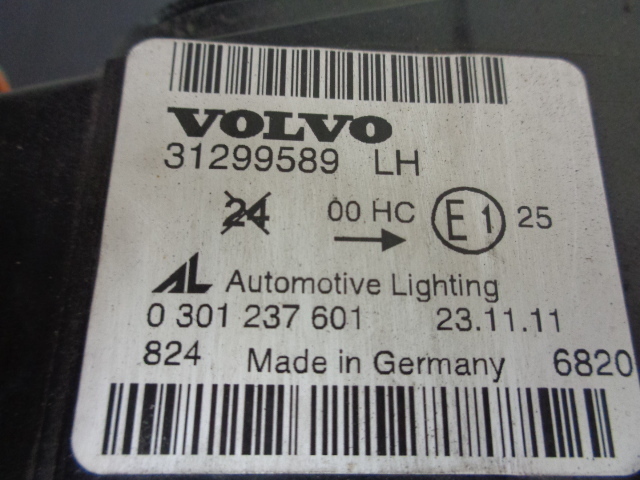 VOLVO
31299589 LH
24 00 HC E1 25
AL Automotive Lighting
0 301 237 601 23.11.11
824 Made in Germany 6820